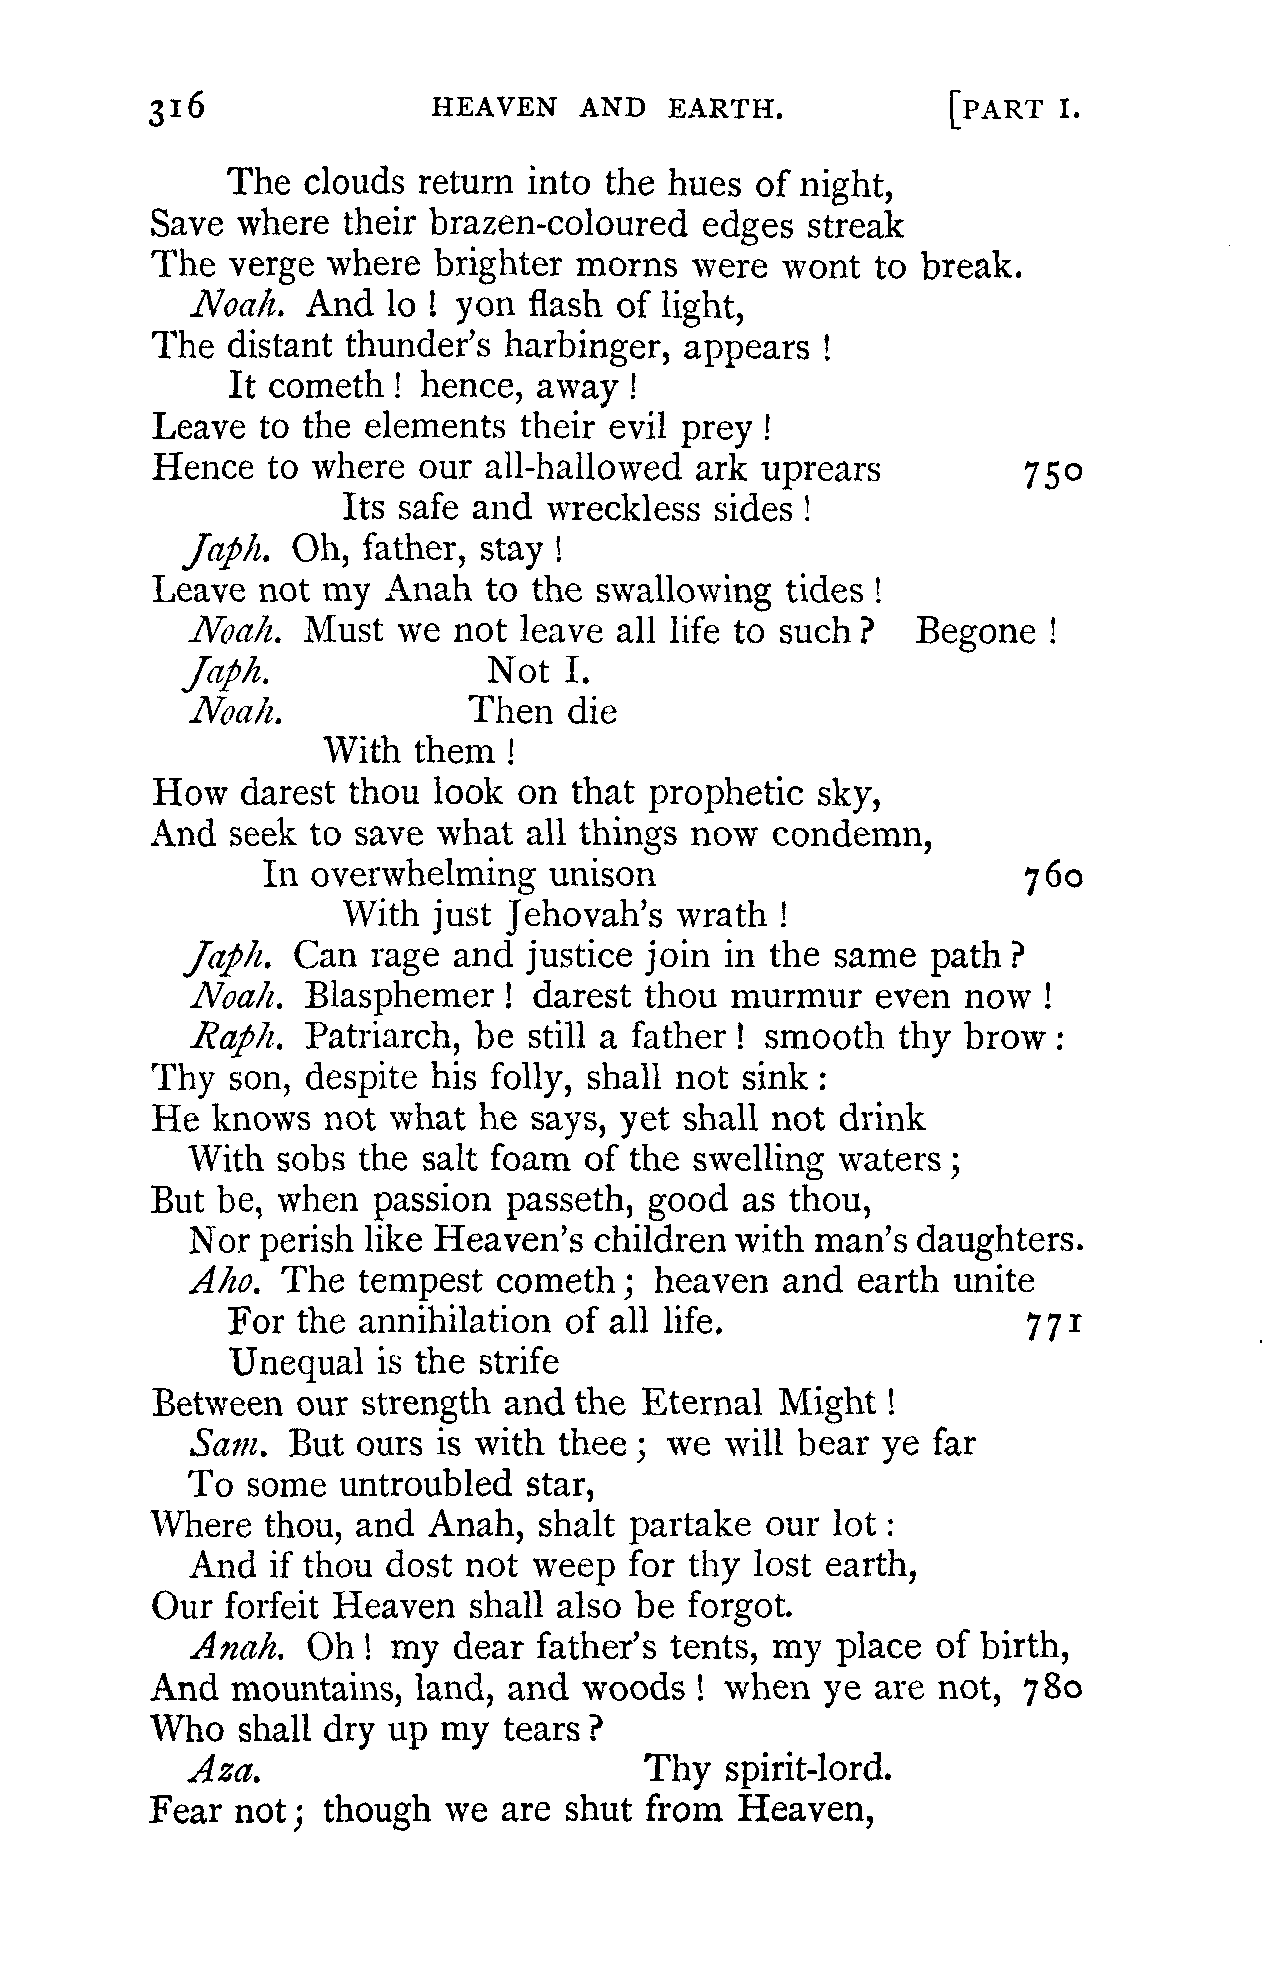 316 HEAVEN AND EARTH. [PART I.
The clouds return into the hues of night,
Save where their brazen-coloured edges streak
The verge where brighter morns were wont to break.
Noah. And lo! yon flash of light,
The distant thunder's harbinger, appears!
It cometh! hence, away!
Leave to the elements their evil prey!
Hence to where our all-hallowed ark uprears 750
Its safe and wreckless sides!
Japh. Oh, father, stay!
Leave not my Anah to the swallowing tides!
Noah. Must we not leave all life to such? Begone!
Japh. Not I.
Noah. Then die
With them!
How darest thou look on that prophetic sky,
And seek to save what all things now condemn,
In overwhelming unison 760
With just Jehovah's wrath!
Japh. Can rage and justice join in the same path?
Noah. Blasphemer! darest thou murmur even now!
Raph. Patriarch, be still a father! smooth thy brow:
Thy son, despite his folly, shall not sink:
He knows not what he says, yet shall not drink
With sobs the salt foam of the swelling waters;
But be, when passion passeth, good as thou,
Nor perish like Heaven's children with man's daughters.
Aho. The tempest cometh; heaven and earth unite
For the annihilation of all life. 771
Unequal is the strife
Between our strength and the Eternal Might!
Sam. But ours is with thee; we will bear ye far
To some untroubled star,
Where thou, and Anah, shalt partake our lot:
And if thou dost not weep for thy lost earth,
Our forfeit Heaven shall also be forgot.
Anah. Oh! my dear father's tents, my place of birth,
And mountains, land, and woods! when ye are not, 780
Who shall dry up my tears?
Aza. Thy spirit-lord.
Fear not; though we are shut from Heaven,